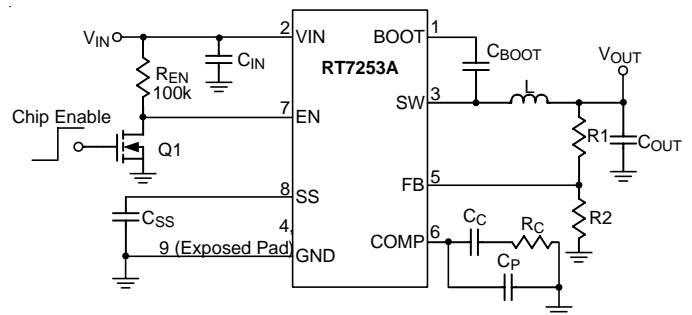 VIN
2
VIN
BOOT
1
CIN
CBOOT
VOUT
RT7253A
REN
100k
SW
3
L
7
EN
Chip Enable
Q1
R1
COUT
8
SS
FB
5
CSS
4,
9 (Exposed Pad)
GND
COMP
6
CC
RC
R2
CP